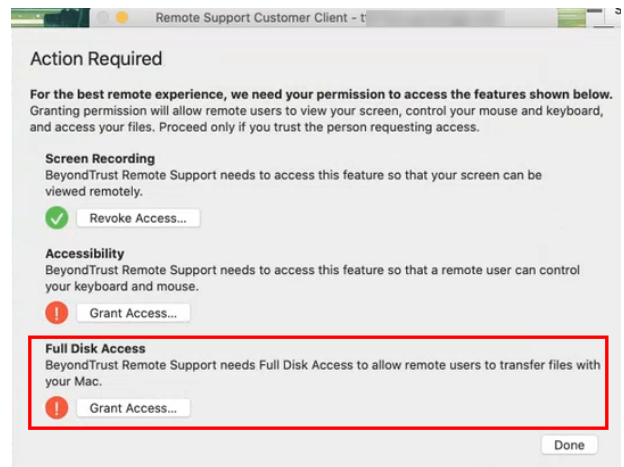 Remote Support Customer Client -
Action Required
For the best remote experience, we need your permission to access the features shown below.
Granting permission will allow remote users to view your screen, control your mouse and keyboard,
and access your files. Proceed only if you trust the person requesting access.
Screen Recording
BeyondTrust Remote Support needs to access this feature so that your screen can be
viewed remotely.
Revoke Access...
Accessibility
BeyondTrust Remote Support needs to access this feature so that a remote user can control
your keyboard and mouse.
Grant Access...
Full Disk Access
BeyondTrust Remote Support needs Full Disk Access to allow remote users to transfer files with
your Mac.
Grant Access...
Done